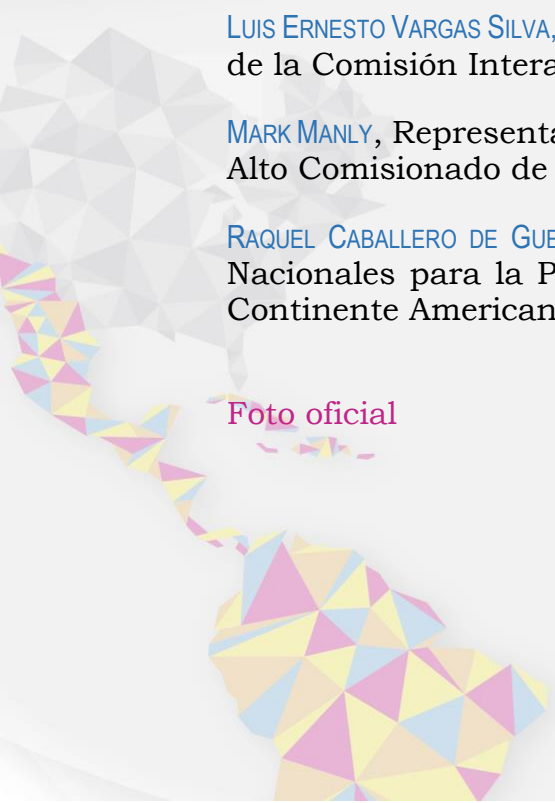 LUIS ERNESTO VARGAS SILVA,
de la Comisión Intera
MARK MANLY, Representa
Alto Comisionado de
RAQUEL CABALLERO DE GUE
Nacionales para la P
Continente American
Foto oficial